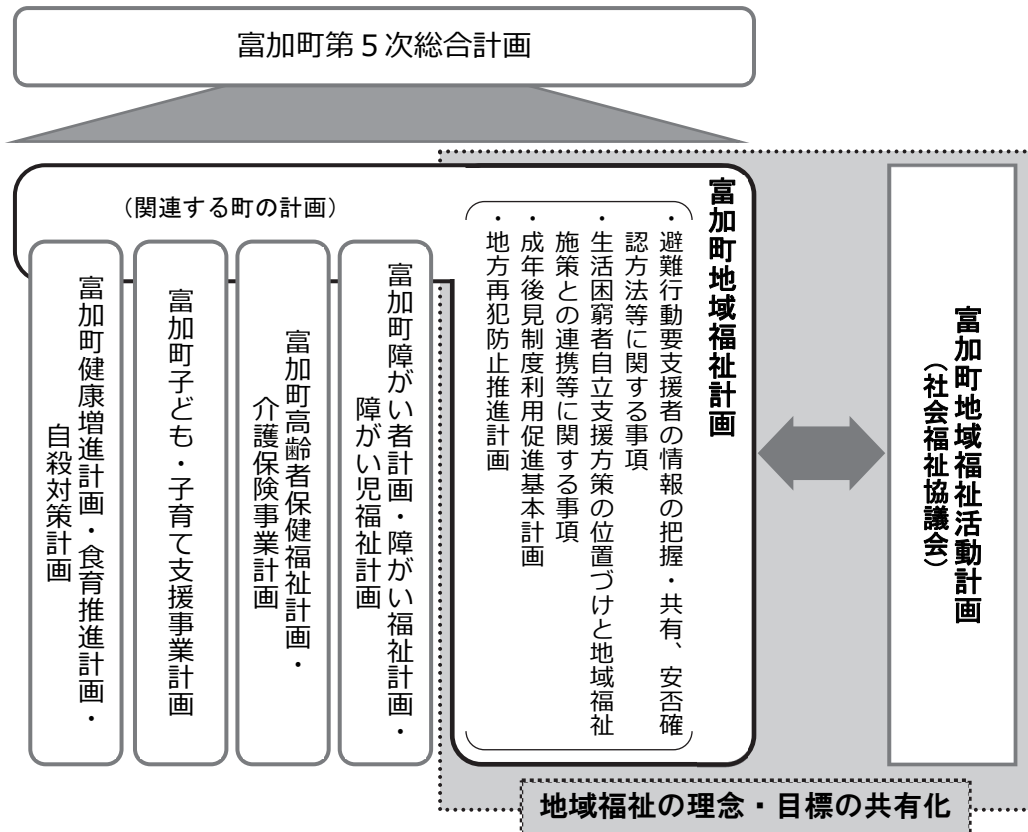 富加町第５次総合計画
（関連する町の計画）
富加町地域福祉計画
・避難行動要支援者の情報の把握・共有、安否確
認方法等に関する事項
・生活困窮者自立支援方策の位置づけと地域福祉
施策との連携等に関する事項
・成年後見制度利用促進基本計画
・地方再犯防止推進計画
富加町障がい者計画・障がい福祉計画・
障がい児福祉計画
富加町高齢者保健福祉計画・
介護保険事業計画
富加町子ども・子育て支援事業計画
富加町健康増進計画・食育推進計画・
自殺対策計画
富加町地域福祉活動計画
（社会福祉協議会）
地域福祉の理念・目標の共有化